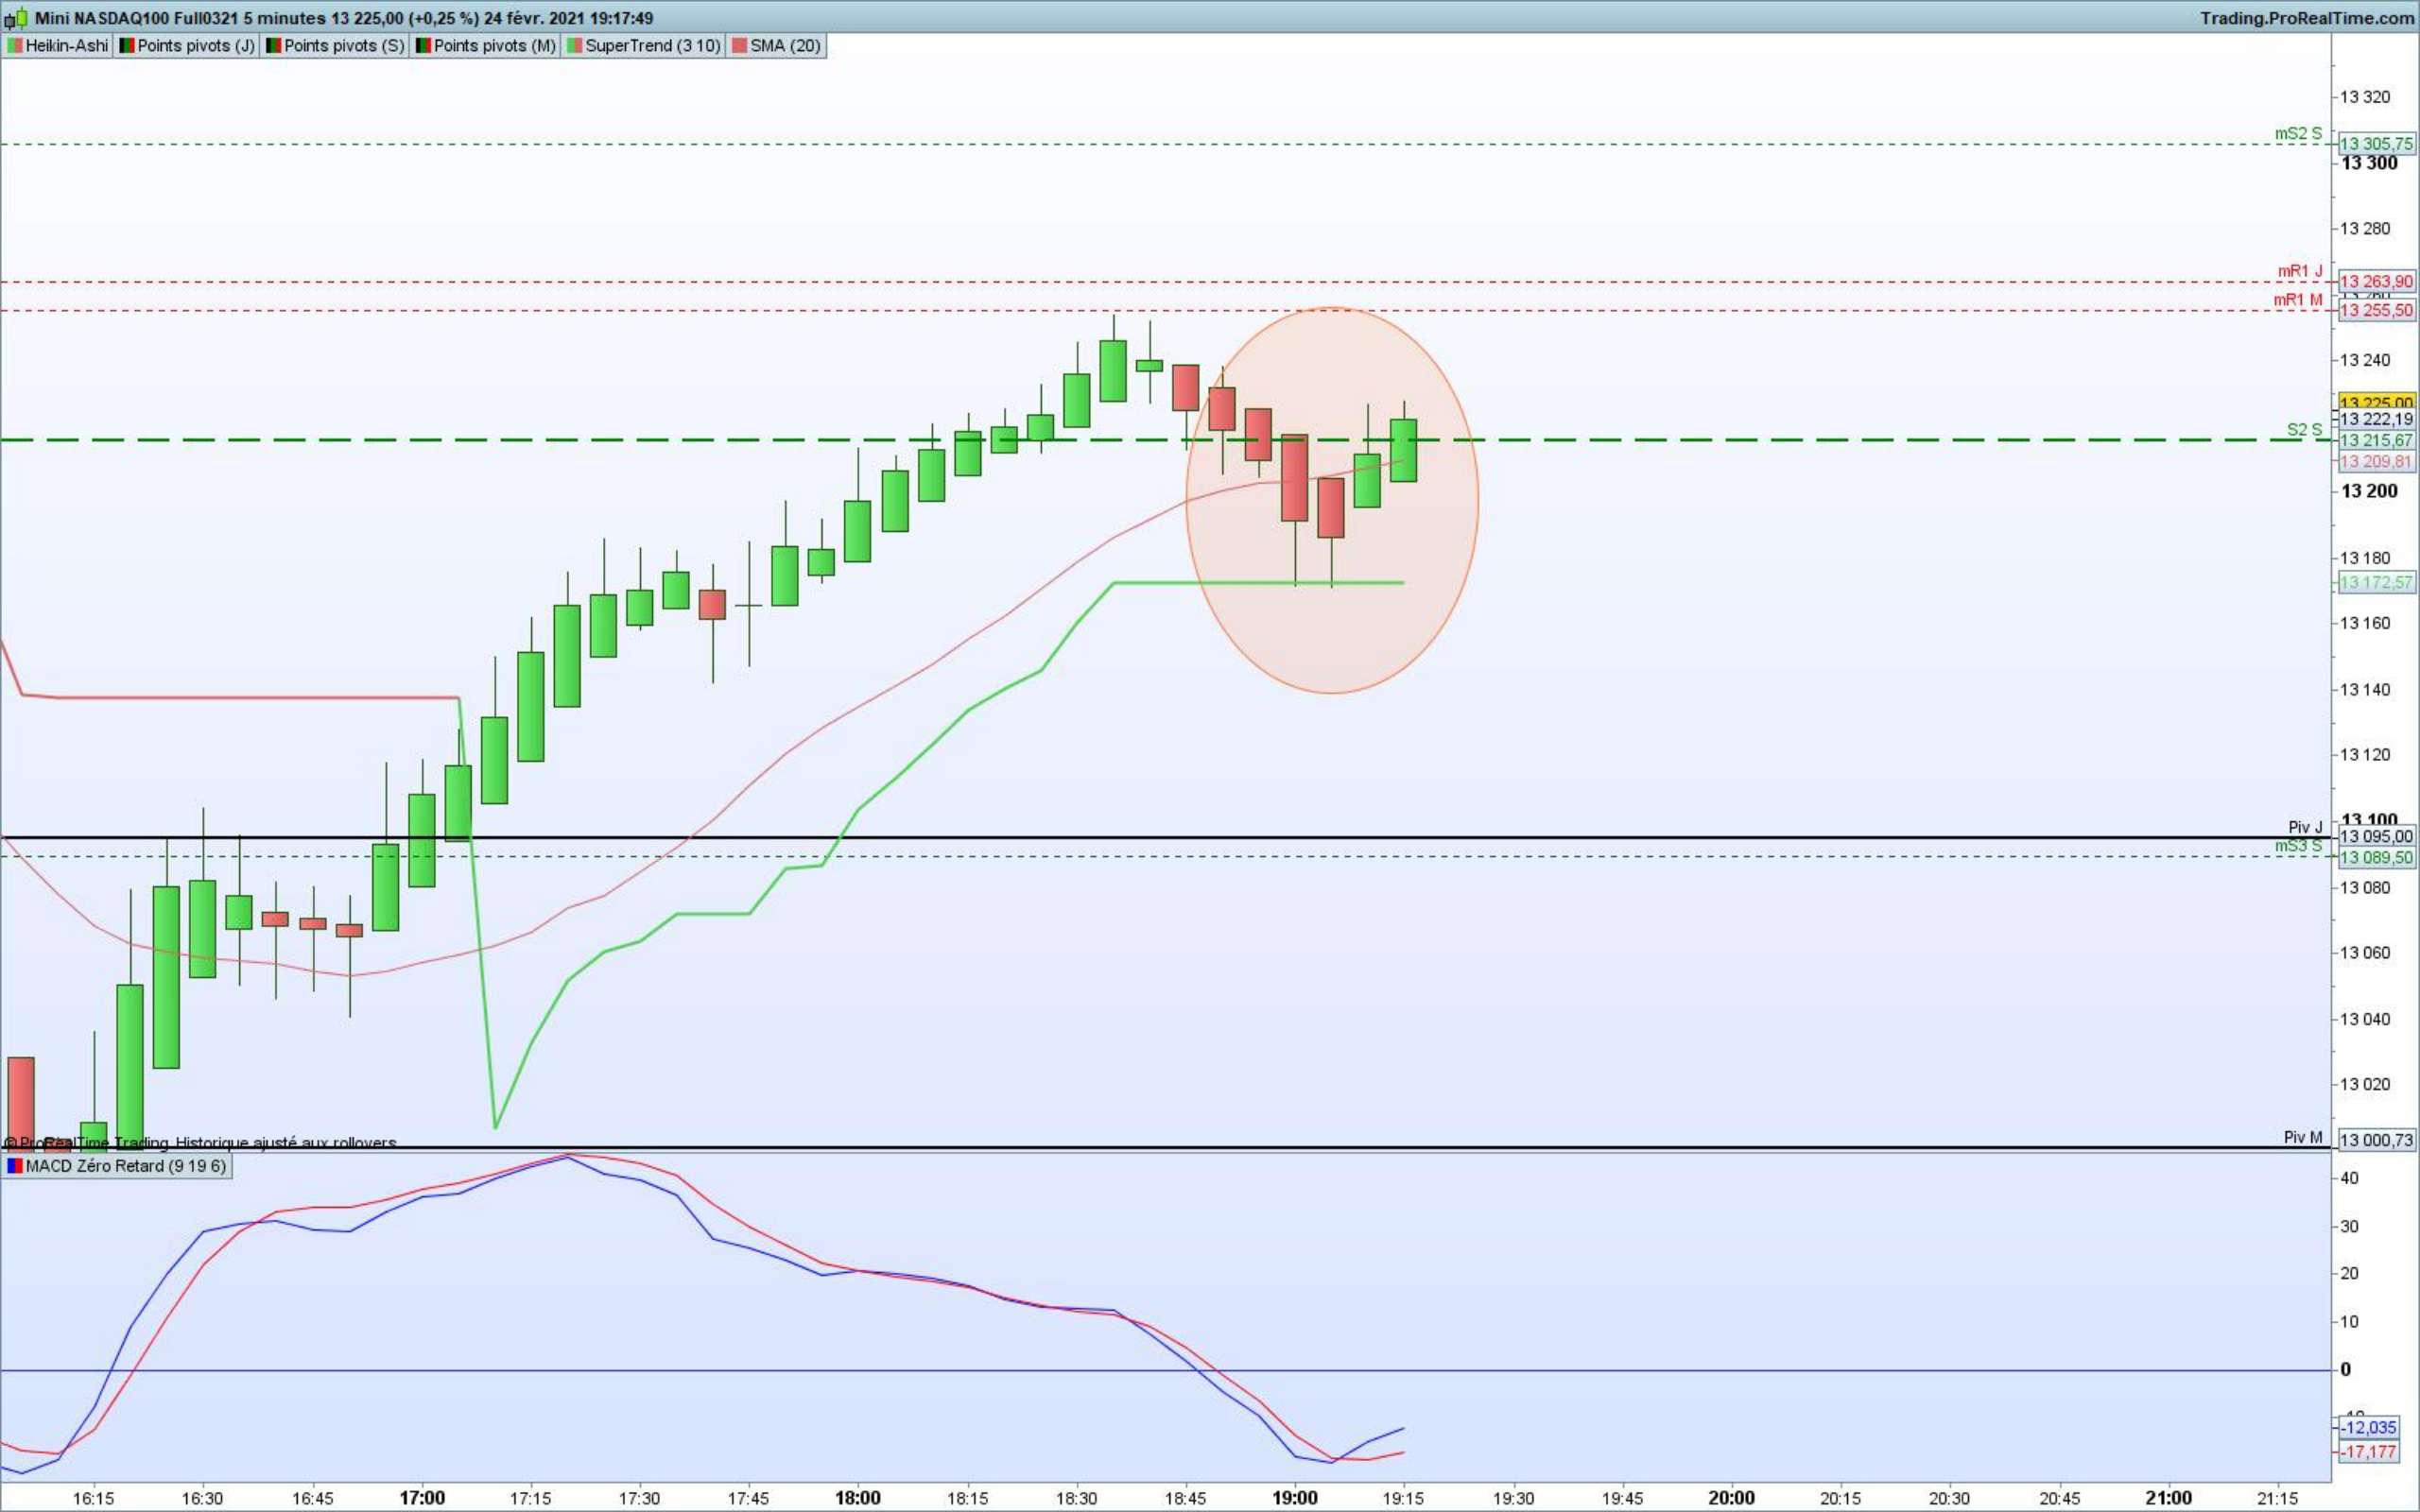 Mini NASDAQ100 Full0321 5 minutes 13 225,00 (+0,25 %) 24 févr. 2021 19:17:49
Trading.ProRealTime.com
Heikin-Ashi Points pivots (J) Points pivots (S) Points pivots (M) SuperTrend (3 10) SMA (20)
13 320
mS2 S
13 305,75
13 300
13 280
mR1 J
13 263,90
mR1 M
13 255,50
13 240
13 225,00
13 222,19
S2 S
13 215,67
13 209,81
13 200
13 180
13 172,57
13 160
13 140
13 120
13 100
Piv J
13 095,00
mS3 S
13 089,50
13 080
13 060
13 040
13 020
© ProRealTime Trading. Historique ajusté aux rollovers
Piv M
13 000,73
MACD Zéro Retard (9 19 6)
40
30
20
10
0
-12,035
-17,177
16:15 16:30 16:45 17:00 17:15 17:30 17:45 18:00 18:15 18:30 18:45 19:00 19:15 19:30 19:45 20:00 20:15 20:30 20:45 21:00 21:15